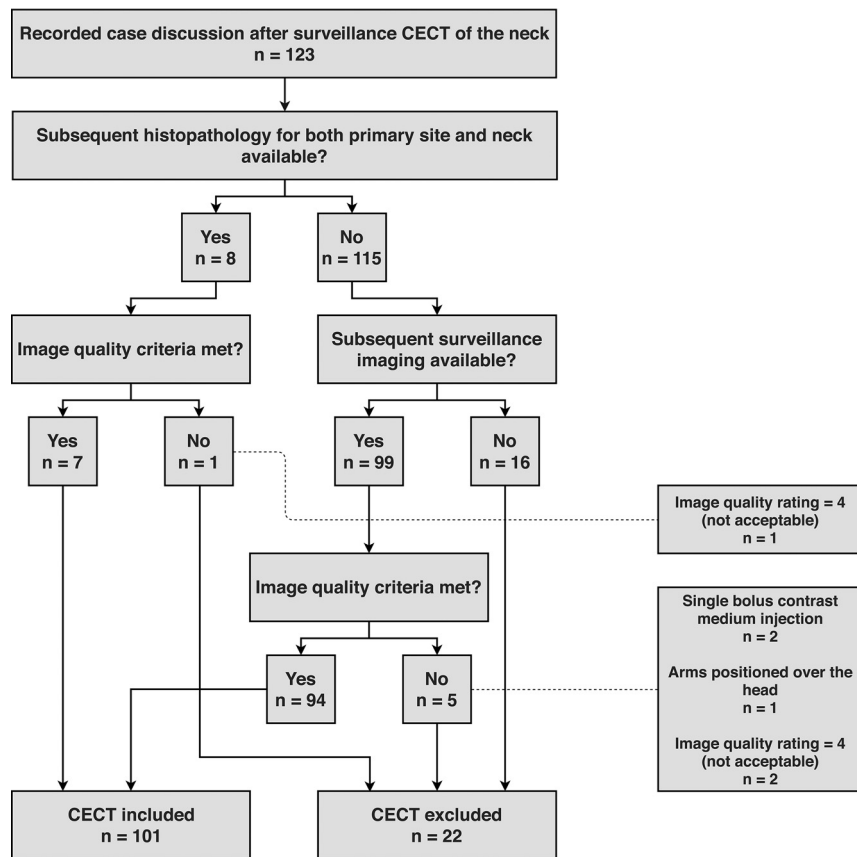 Recorded case discussion after surveillance CECT of the neck
n = 123
Subsequent histopathology for both primary site and neck
available?
Yes
n = 8
No
n = 115
Image quality criteria met?
Subsequent surveillance
imaging available?
Yes
n = 7
No
n = 1
Yes
n = 99
No
n = 16
Image quality rating = 4
(not acceptable)
n = 1
Image quality criteria met?
Single bolus contrast
medium injection
n = 2
Arms positioned over the
head
n = 1
Image quality rating = 4
(not acceptable)
n = 2
Yes
n = 94
No
n = 5
CECT included
n = 101
CECT excluded
n = 22